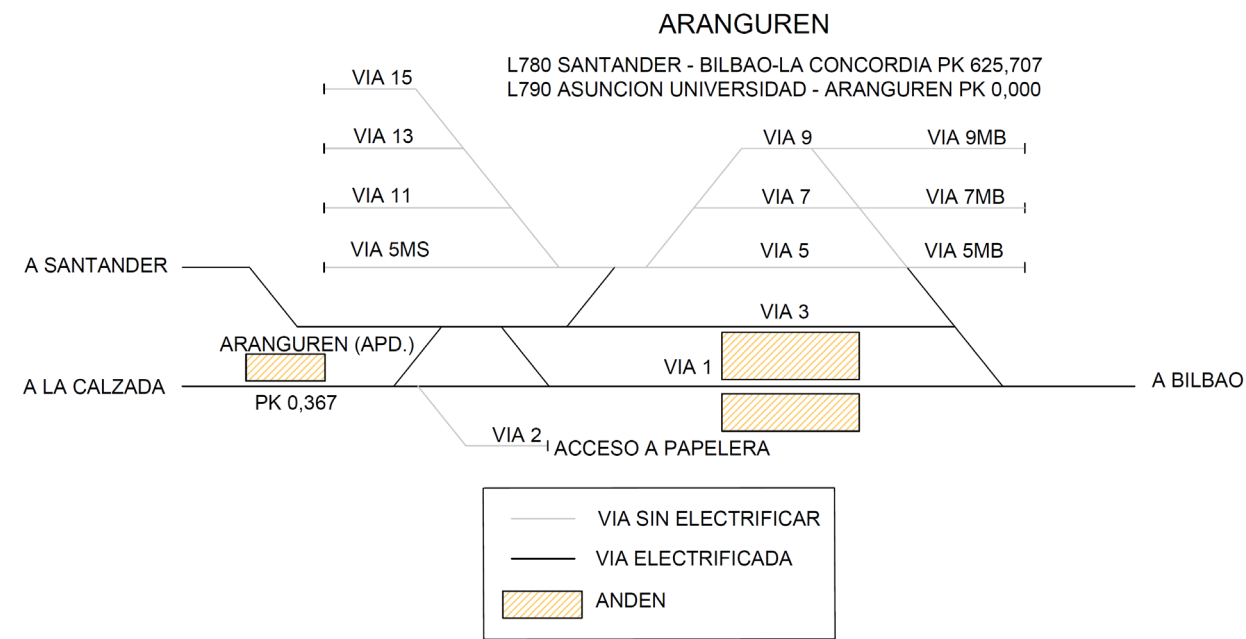 ARANGUREN
L780 SANTANDER - BILBAO-LA CONCORDIA PK 625,707
L790 ASUNCION UNIVERSIDAD - ARANGUREN PK 0,000
VIA 15
VIA 13
VIA 9
VIA 9MB
VIA 11
VIA 7
VIA 7MB
VIA 5MS
VIA 5
VIA 5MB
A SANTANDER
VIA 3
ARANGUREN (APD.)
VIA 1
A LA CALZADA
A BILBAO
PK 0,367
VIA 2
ACCESO A PAPELERA
VIA SIN ELECTRIFICAR
VIA ELECTRIFICADA
ANDEN